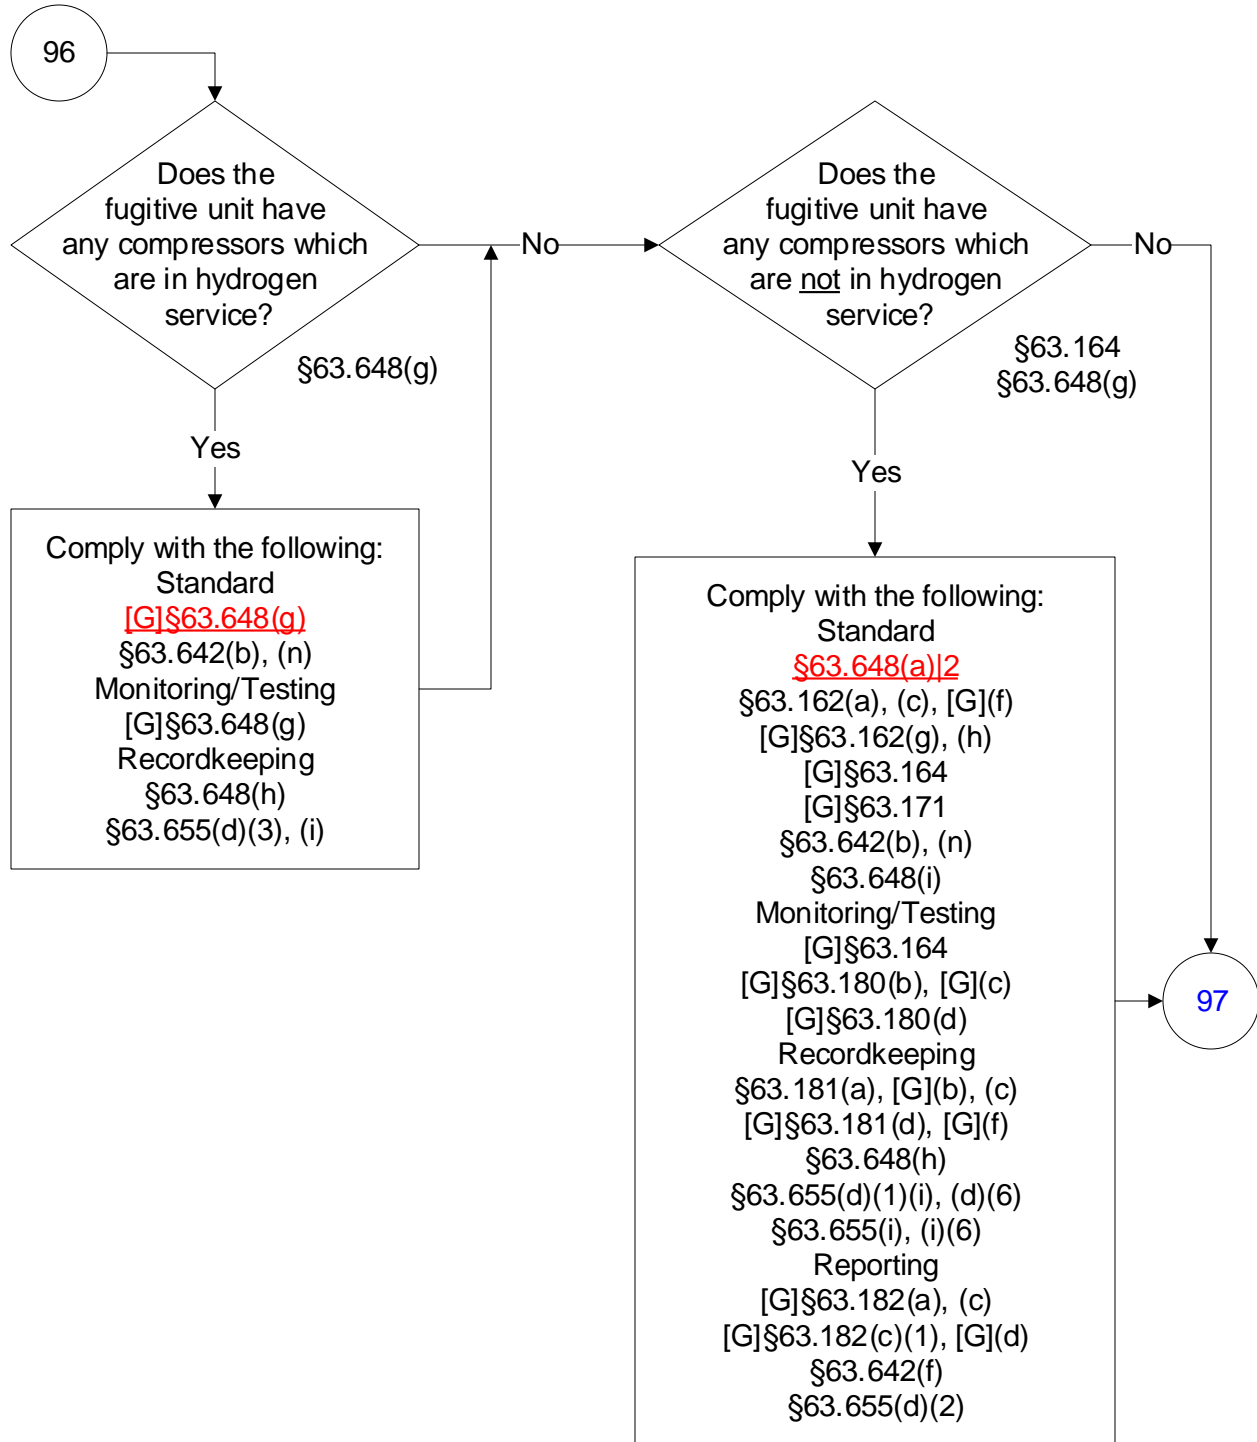 96
Does the
fugitive unit have
any compressors which
are in hydrogen
service?
§63.648(g)
No
Yes
Comply with the following:
Standard
[G]§63.648(g)
§63.642(b), (n)
Monitoring/Testing
[G]§63.648(g)
Recordkeeping
§63.648(h)
§63.655(d)(3), (i)
Does the
fugitive unit have
any compressors which
are not in hydrogen
service?
§63.164
§63.648(g)
No
Yes
Comply with the following:
Standard
§63.648(a)|2
§63.162(a), (c), [G](f)
[G]§63.162(g), (h)
[G]§63.164
[G]§63.171
§63.642(b), (n)
§63.648(i)
Monitoring/Testing
[G]§63.164
[G]§63.180(b), [G](c)
[G]§63.180(d)
Recordkeeping
§63.181(a), [G](b), (c)
[G]§63.181(d), [G](f)
§63.648(h)
§63.655(d)(1)(i), (d)(6)
§63.655(i), (i)(6)
Reporting
[G]§63.182(a), (c)
[G]§63.182(c)(1), [G](d)
§63.642(f)
§63.655(d)(2)
97